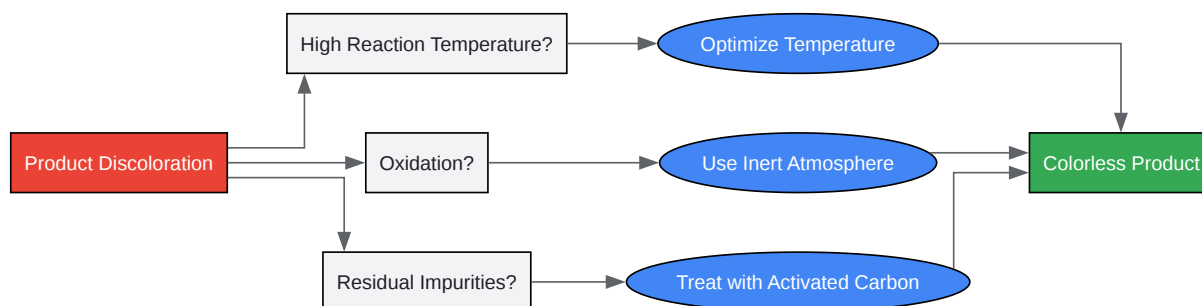 High Reaction Temperature?
Optimize Temperature
Product Discoloration
Oxidation?
Use Inert Atmosphere
Colorless Product
Residual Impurities?
Treat with Activated Carbon